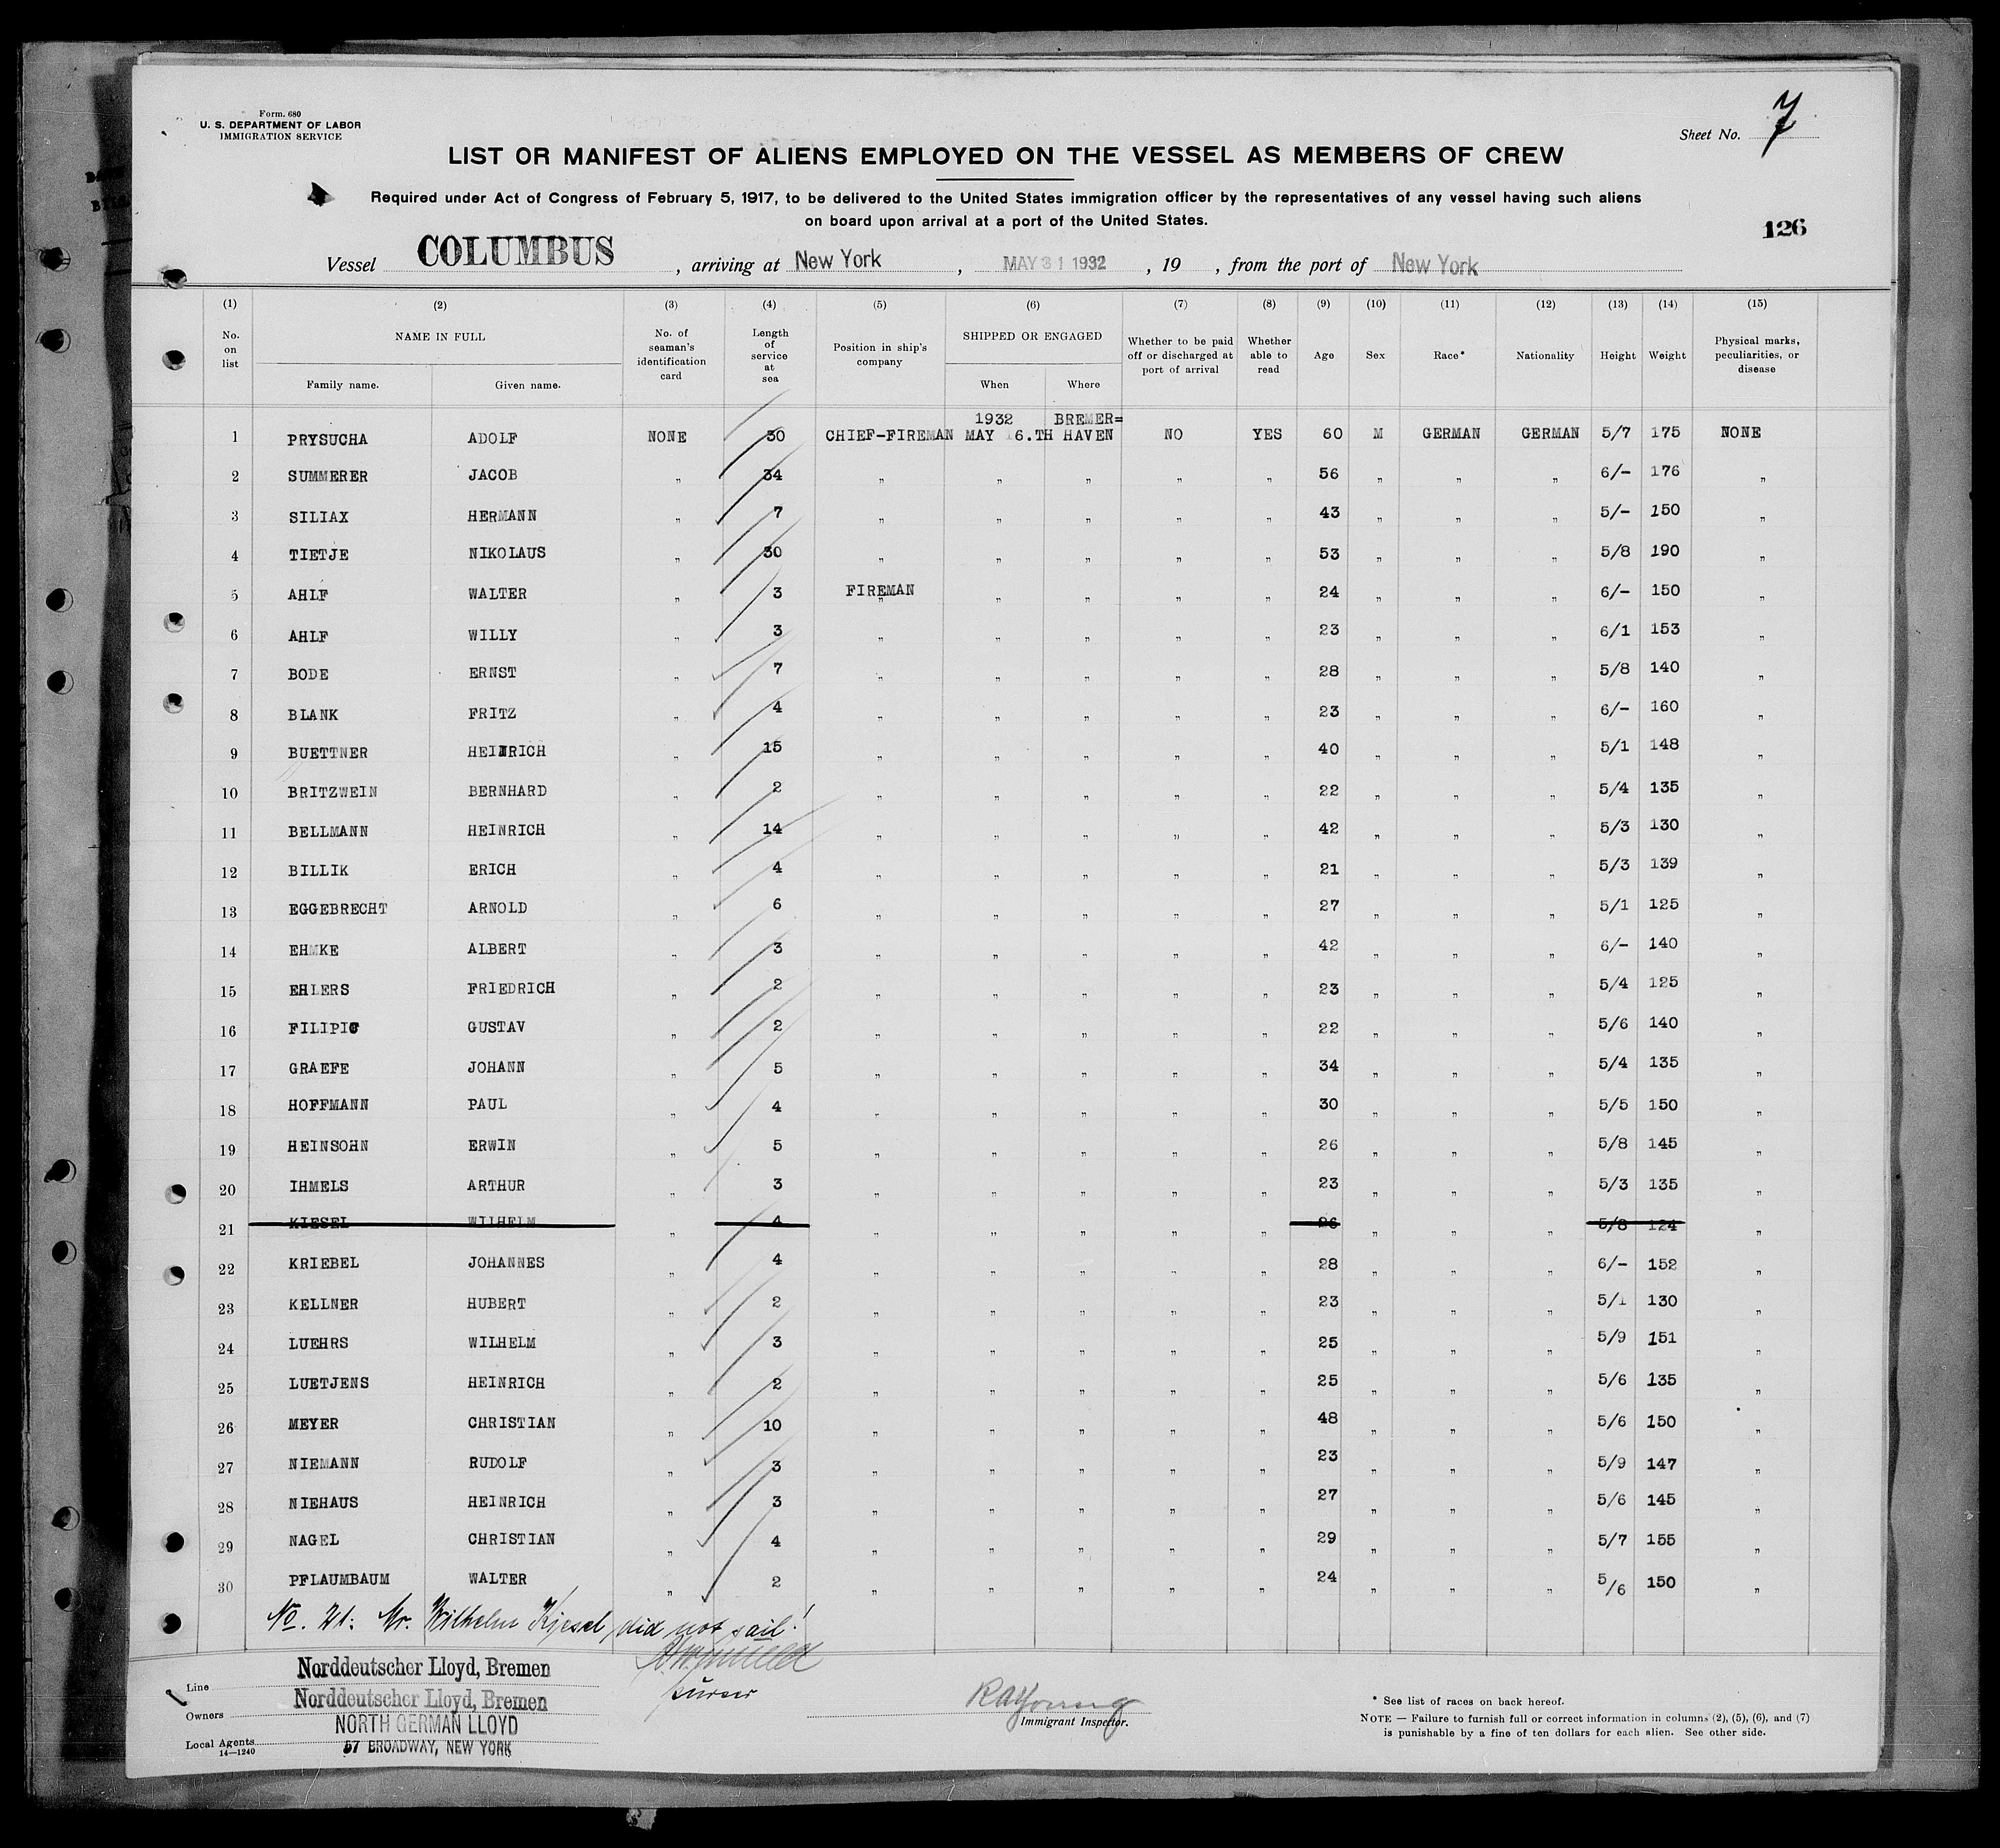 Form. 680
U. S. DEPARTMENT OF LABOR
IMMIGRATION SERVICE
Sheet No. 7
LIST OR MANIFEST OF ALIENS EMPLOYED ON THE VESSEL AS MEMBERS OF CREW
Required under Act of Congress of February 5, 1917, to be delivered to the United States immigration officer by the representatives of any vessel having such aliens
on board upon arrival at a port of the United States.
126
Vessel COLUMBUS , arriving at New York , MAY 31 1932 , 19 , from the port of New York
(1) (2) (3) (4) (5) (6) (7) (8) (9) (10) (11) (12) (13) (14) (15)
No. on list NAME IN FULL Family name. Given name. No. of seaman's identification card Length of service at sea Position in ship's company SHIPPED OR ENGAGED When Where Whether to be paid off or discharged at port of arrival Whether able to read Age Sex Race* Nationality Height Weight Physical marks, peculiarities, or disease
1932 BREMER=
1 PRYSUCHA ADOLF NONE 30 CHIEF-FIREMAN MAY 6.TH HAVEN NO YES 60 M GERMAN GERMAN 5/7 175 NONE
2 SUMMERER JACOB " 34 " " " " " 56 " " " 6/- 176 "
3 SILIAX HERMANN " 7 " " " " " 43 " " " 5/- 150 "
4 TIETJE NIKOLAUS " 30 " " " " " 53 " " " 5/8 190 "
5 AHLF WALTER " 3 FIREMAN " " " " 24 " " " 6/- 150 "
6 AHLF WILLY " 3 " " " " " 23 " " " 6/1 153 "
7 BODE ERNST " 7 " " " " " 28 " " " 5/8 140 "
8 BLANK FRITZ " 4 " " " " " 23 " " " 6/- 160 "
9 BUETTNER HEINRICH " 15 " " " " " 40 " " " 5/1 148 "
10 BRITZWEIN BERNHARD " 2 " " " " " 22 " " " 5/4 135 "
11 BELLMANN HEINRICH " 14 " " " " " 42 " " " 5/3 130 "
12 BILLIK ERICH " 4 " " " " " 21 " " " 5/3 139 "
13 EGGEBRECHT ARNOLD " 6 " " " " " 27 " " " 5/1 125 "
14 EHMKE ALBERT " 3 " " " " " 42 " " " 6/- 140 "
15 EHLERS FRIEDRICH " 2 " " " " " 23 " " " 5/4 125 "
16 FILIPIC GUSTAV " 2 " " " " " 22 " " " 5/6 140 "
17 GRAEFE JOHANN " 5 " " " " " 34 " " " 5/4 135 "
18 HOFFMANN PAUL " 4 " " " " " 30 " " " 5/5 150 "
19 HEINSOHN ERWIN " 5 " " " " " 26 " " " 5/8 145 "
20 IHMELS ARTHUR " 3 " " " " " 23 " " " 5/3 135 "
21 KIESEL WILHELM " 4 " " " " " 26 " " " 5/8 124 "
22 KRIEBEL JOHANNES " 4 " " " " " 28 " " " 6/- 152 "
23 KELLNER HUBERT " 2 " " " " " 23 " " " 5/1 130 "
24 LUEHRS WILHELM " 3 " " " " " 25 " " " 5/9 151 "
25 LUETJENS HEINRICH " 2 " " " " " 25 " " " 5/6 135 "
26 MEYER CHRISTIAN " 10 " " " " " 48 " " " 5/6 150 "
27 NIEMANN RUDOLF " 3 " " " " " 23 " " " 5/9 147 "
28 NIEHAUS HEINRICH " 3 " " " " " 27 " " " 5/6 145 "
29 NAGEL CHRISTIAN " 4 " " " " " 29 " " " 5/7 155 "
30 PFLAUMBAUM WALTER " 2 " " " " " 24 " " " 5/6 150 "
No. 21: Mr. Wilhelm Kiesel, did not sail!
purser
Line Norddeutscher Lloyd, Bremen
Owners Norddeutscher Lloyd, Bremen
Local Agents NORTH GERMAN LLOYD
57 BROADWAY, NEW YORK
14—1240
RAYoung
Immigrant Inspector.
* See list of races on back hereof.
NOTE — Failure to furnish full or correct information in columns (2), (5), (6), and (7)
is punishable by a fine of ten dollars for each alien. See other side.